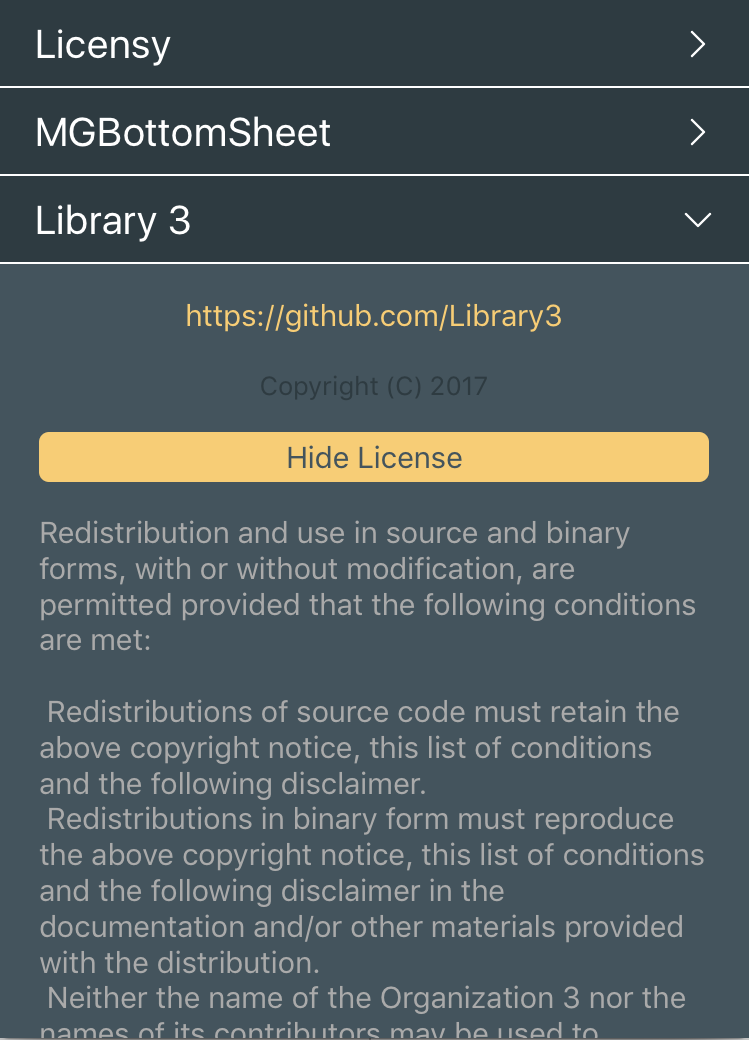 Licensy
MGBottomSheet
Library 3
https://github.com/Library3
Copyright (C) 2017
Hide License
Redistribution and use in source and binary
forms, with or without modification, are
permitted provided that the following conditions
are met:
Redistributions of source code must retain the
above copyright notice, this list of conditions
and the following disclaimer.
Redistributions in binary form must reproduce
the above copyright notice, this list of conditions
and the following disclaimer in the
documentation and/or other materials provided
with the distribution.
Neither the name of the Organization 3 nor the
names of its contributors may be used to